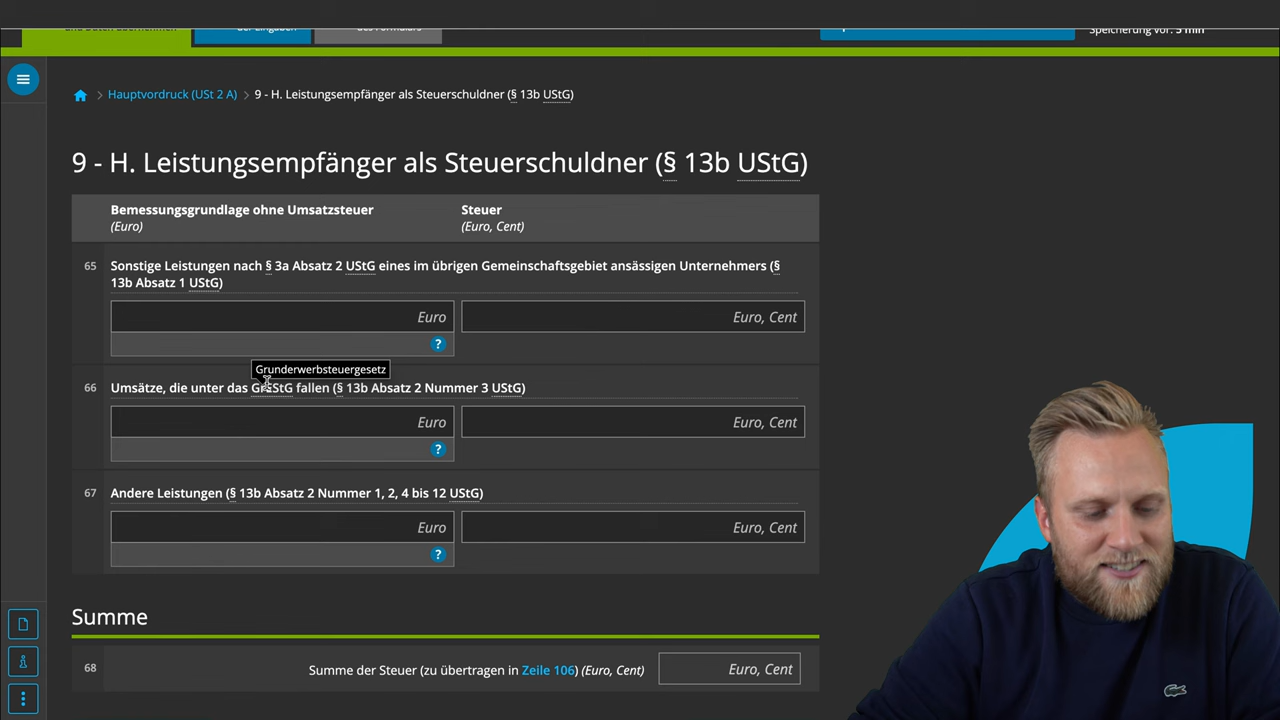 Speicherung vor: 5 min
Hauptvordruck (USt 2 A)
9 - H. Leistungsempfänger als Steuerschuldner (§ 13b UStG)
9 - H. Leistungsempfänger als Steuerschuldner (§ 13b UStG)
Bemessungsgrundlage ohne Umsatzsteuer
(Euro)
Steuer
(Euro, Cent)
65
Sonstige Leistungen nach § 3a Absatz 2 UStG eines im übrigen Gemeinschaftsgebiet ansässigen Unternehmers (§
13b Absatz 1 UStG)
Euro
Euro, Cent
?
Grunderwerbsteuergesetz
66
Umsätze, die unter das GrEStG fallen (§ 13b Absatz 2 Nummer 3 UStG)
Euro
Euro, Cent
?
67
Andere Leistungen (§ 13b Absatz 2 Nummer 1, 2, 4 bis 12 UStG)
Euro
Euro, Cent
?
Summe
68
Summe der Steuer (zu übertragen in Zeile 106) (Euro, Cent)
Euro, Cent